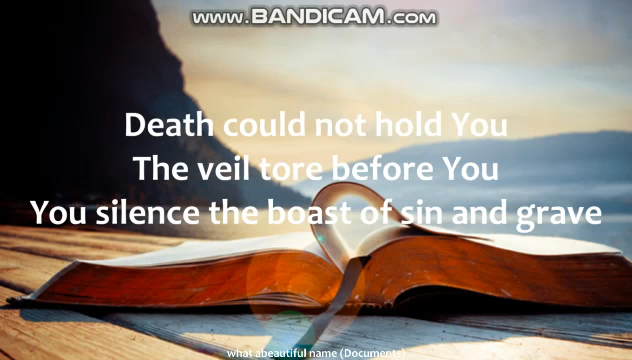 www.BANDICAM.com
Death could not hold You
The veil tore before You
You silence the boast of sin and grave
what abeautiful name (Documents)